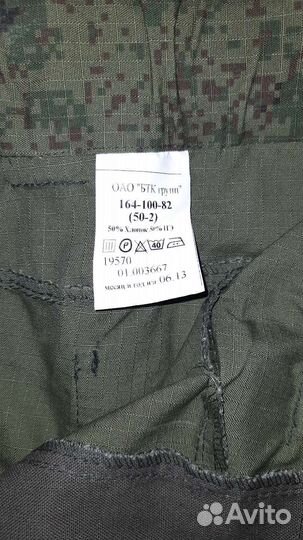 ОАО "БТК групп"
164-100-82
(50-2)
50% Хлопок 50% ПЭ
P 40
19570
01 003667
месяц и год изг 06.13
Avito